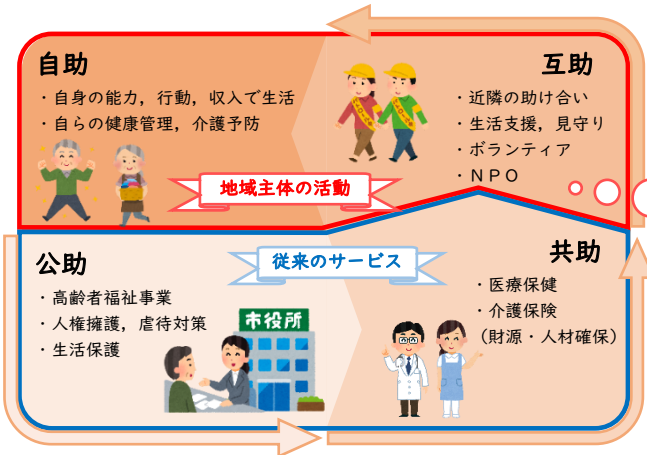 自助
・自身の能力，行動，収入で生活
・自らの健康管理，介護予防
互助
・近隣の助け合い
・生活支援，見守り
・ボランティア
・ＮＰＯ
地域主体の活動
公助
・高齢者福祉事業
・人権擁護，虐待対策
・生活保護
市役所
従来のサービス
共助
・医療保健
・介護保険
（財源・人材確保）